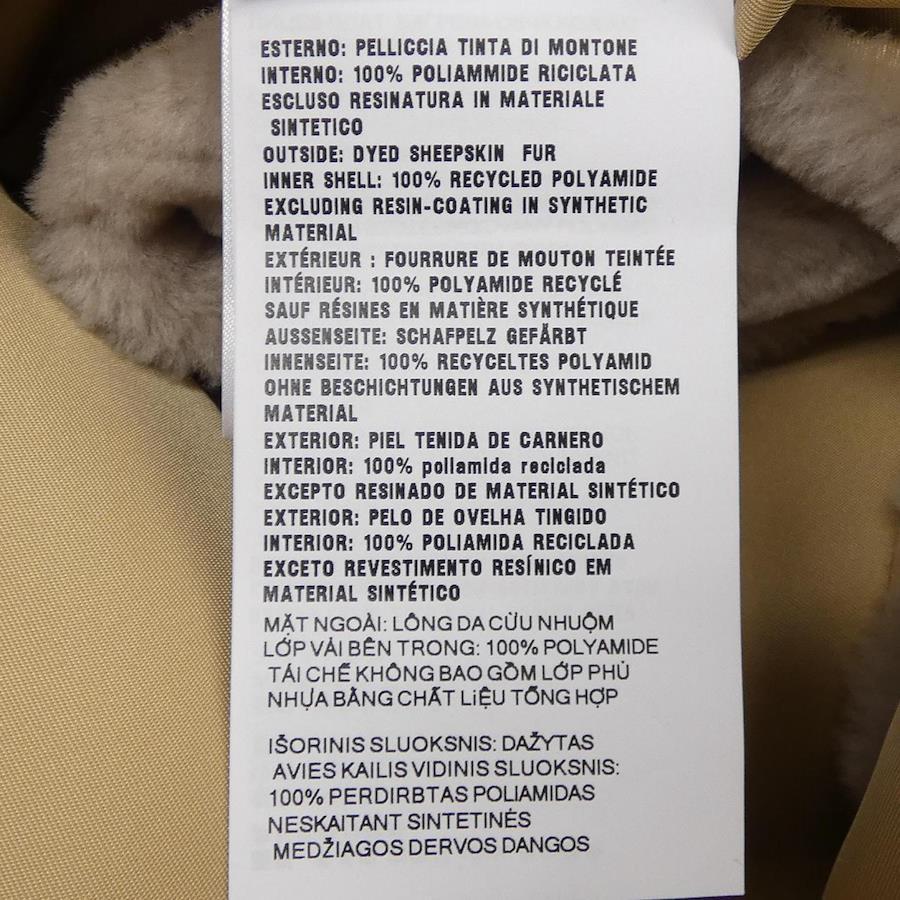 ESTERNO: PELLICCIA TINTA DI MONTONE
INTERNO: 100% POLIAMMIDE RICICLATA
ESCLUSO RESINATURA IN MATERIALE
SINTETICO
OUTSIDE: DYED SHEEPSKIN FUR
INNER SHELL: 100% RECYCLED POLYAMIDE
EXCLUDING RESIN-COATING IN SYNTHETIC
MATERIAL
EXTÉRIEUR : FOURRURE DE MOUTON TEINTÉE
INTÉRIEUR: 100% POLYAMIDE RECYCLÉ
SAUF RÉSINES EN MATIÈRE SYNTHÉTIQUE
AUSSENSEITE: SCHAFPELZ GEFÄRBT
INNENSEITE: 100% RECYCELTES POLYAMID
OHNE BESCHICHTUNGEN AUS SYNTHETISCHEM
MATERIAL
EXTERIOR: PIEL TENIDA DE CARNERO
INTERIOR: 100% poliamida reciclada
EXCEPTO RESINADO DE MATERIAL SINTÉTICO
EXTERIOR: PELO DE OVELHA TINGIDO
INTERIOR: 100% POLIAMIDA RECICLADA
EXCETO REVESTIMENTO RESÍNICO EM
MATERIAL SINTÉTICO
MẶT NGOÀI: LÔNG DA CỪU NHUỘM
LỚP VẢI BÊN TRONG: 100% POLYAMIDE
TÁI CHẾ KHÔNG BAO GỒM LỚP PHỦ
NHỰA BẰNG CHẤT LIỆU TỔNG HỢP
IŠORINIS SLUOKSNIS: DAŽYTAS
AVIES KAILIS VIDINIS SLUOKSNIS:
100% PERDIRBTAS POLIAMIDAS
NESKAITANT SINTETINĖS
MEDŽIAGOS DERVOS DANGOS